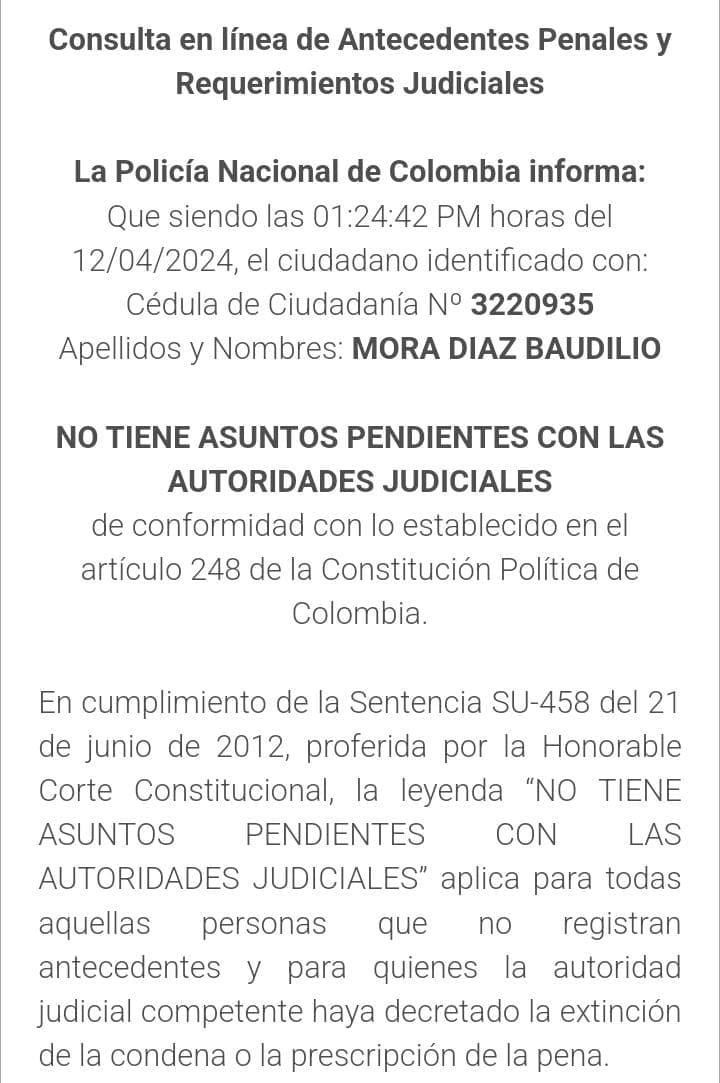 Consulta en línea de Antecedentes Penales y
Requerimientos Judiciales
La Policía Nacional de Colombia informa:
Que siendo las 01:24:42 PM horas del
12/04/2024, el ciudadano identificado con:
Cédula de Ciudadanía Nº 3220935
Apellidos y Nombres: MORA DIAZ BAUDILIO
NO TIENE ASUNTOS PENDIENTES CON LAS
AUTORIDADES JUDICIALES
de conformidad con lo establecido en el
artículo 248 de la Constitución Política de
Colombia.
En cumplimiento de la Sentencia SU-458 del 21
de junio de 2012, proferida por la Honorable
Corte Constitucional, la leyenda “NO TIENE
ASUNTOS PENDIENTES CON LAS
AUTORIDADES JUDICIALES” aplica para todas
aquellas personas que no registran
antecedentes y para quienes la autoridad
judicial competente haya decretado la extinción
de la condena o la prescripción de la pena.